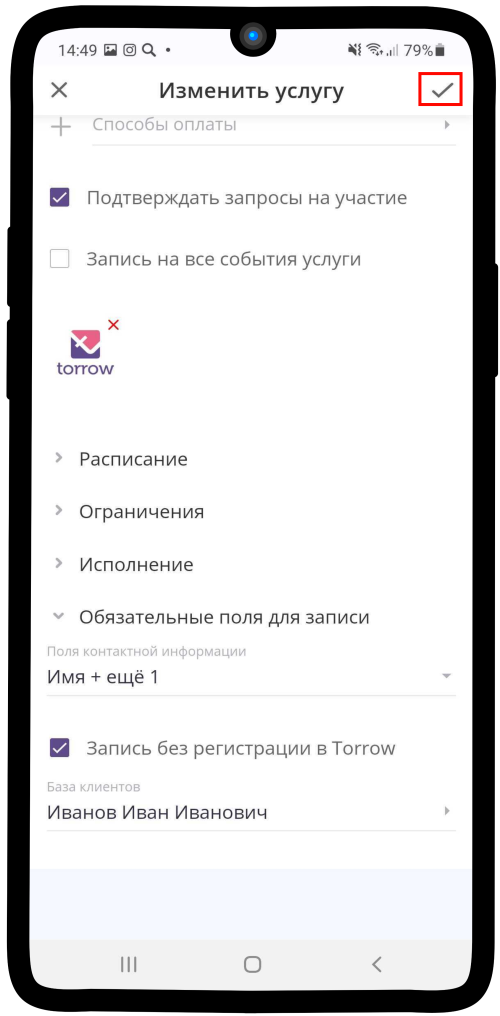 14:49 79%
Изменить услугу
Способы оплаты
Подтверждать запросы на участие
Запись на все события услуги
torrow
Расписание
Ограничения
Исполнение
Обязательные поля для записи
Поля контактной информации
Имя + ещё 1
Запись без регистрации в Torrow
База клиентов
Иванов Иван Иванович